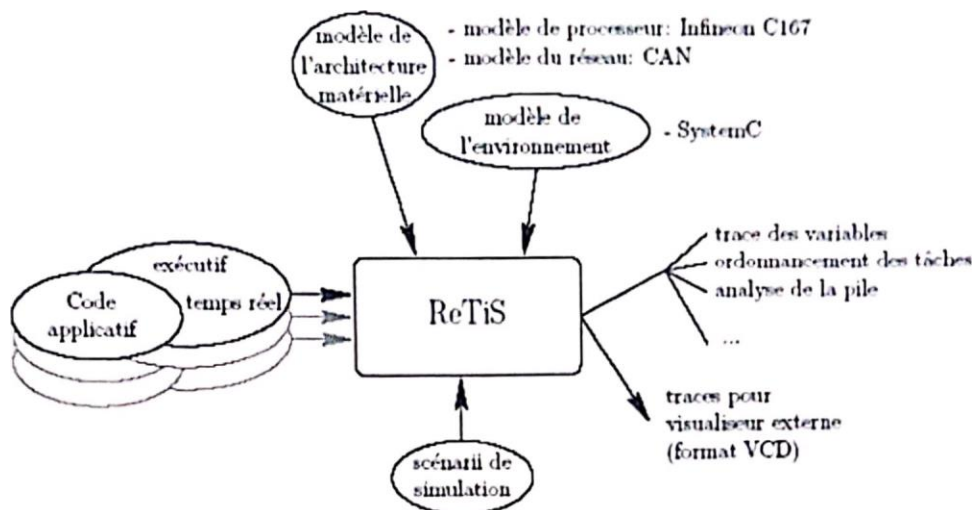 modèle de
l'architecture
matérielle
- modèle de processeur: Infineon C167
- modèle du réseau: CAN
modèle de
l'environnement
- SystemC
exécutif
temps réel
Code
applicatif
ReTiS
trace des variables
ordonnancement des tâches
analyse de la pile
...
traces pour
visualiseur externe
(format VCD)
scénarii de
simulation